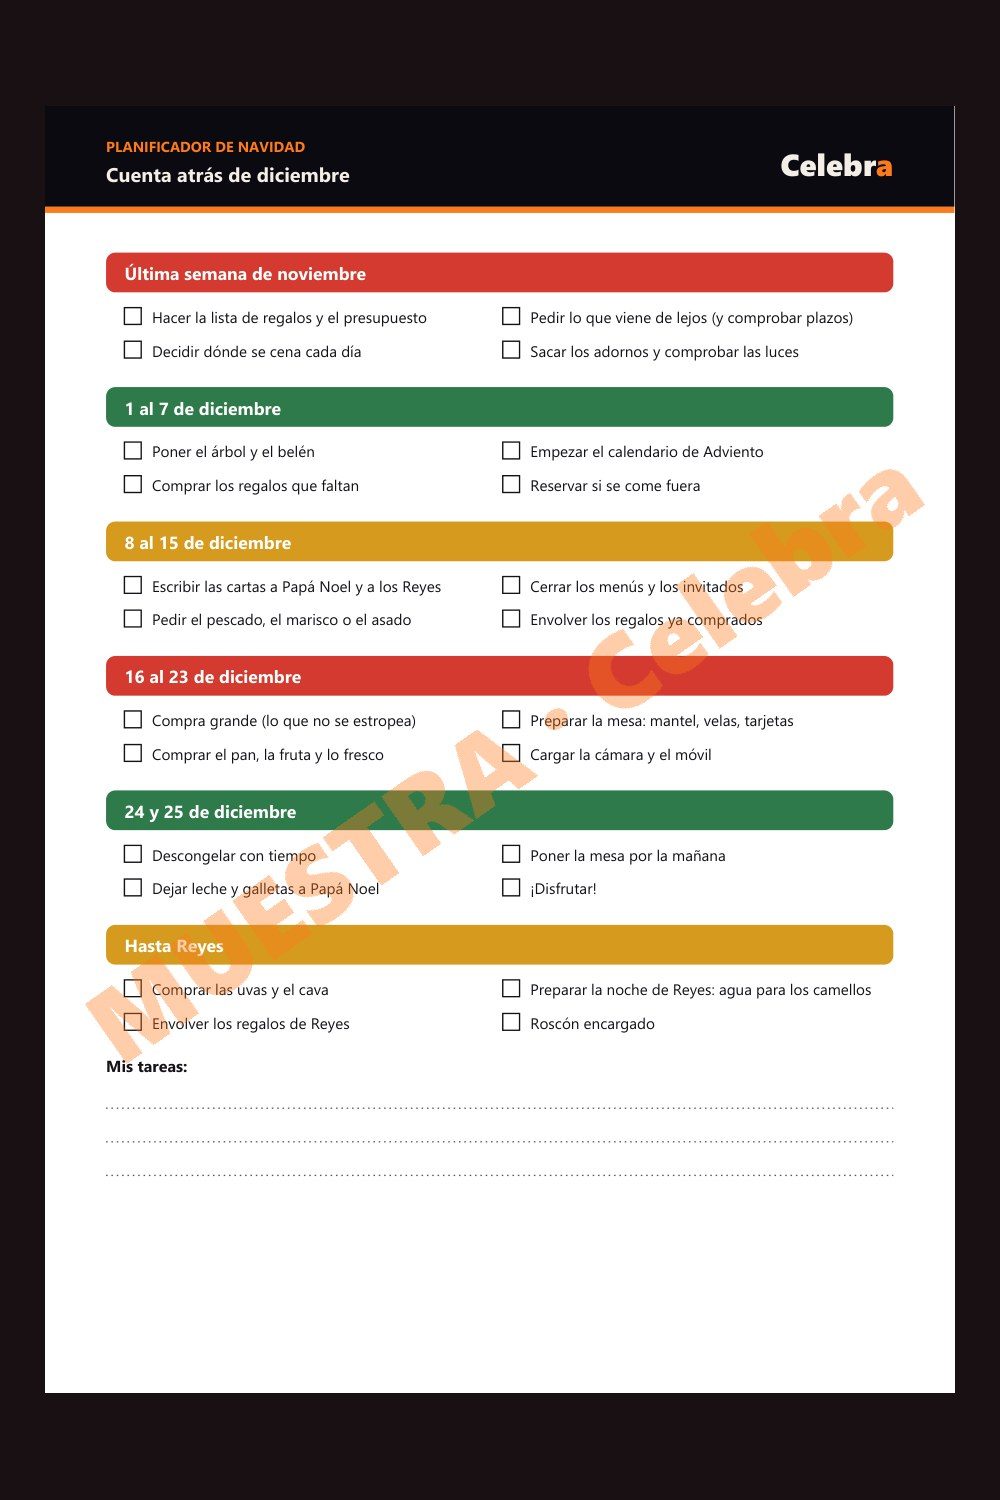 PLANIFICADOR DE NAVIDAD
Cuenta atrás de diciembre
Celebra
Última semana de noviembre
Hacer la lista de regalos y el presupuesto
Pedir lo que viene de lejos (y comprobar plazos)
Decidir dónde se cena cada día
Sacar los adornos y comprobar las luces
1 al 7 de diciembre
Poner el árbol y el belén
Empezar el calendario de Adviento
Comprar los regalos que faltan
Reservar si se come fuera
8 al 15 de diciembre
Escribir las cartas a Papá Noel y a los Reyes
Cerrar los menús y los invitados
Pedir el pescado, el marisco o el asado
Envolver los regalos ya comprados
16 al 23 de diciembre
Compra grande (lo que no se estropea)
Preparar la mesa: mantel, velas, tarjetas
Comprar el pan, la fruta y lo fresco
Cargar la cámara y el móvil
24 y 25 de diciembre
Descongelar con tiempo
Poner la mesa por la mañana
Dejar leche y galletas a Papá Noel
¡Disfrutar!
Hasta Reyes
Comprar las uvas y el cava
Preparar la noche de Reyes: agua para los camellos
Envolver los regalos de Reyes
Roscón encargado
Mis tareas:
MUESTRA · Celebra